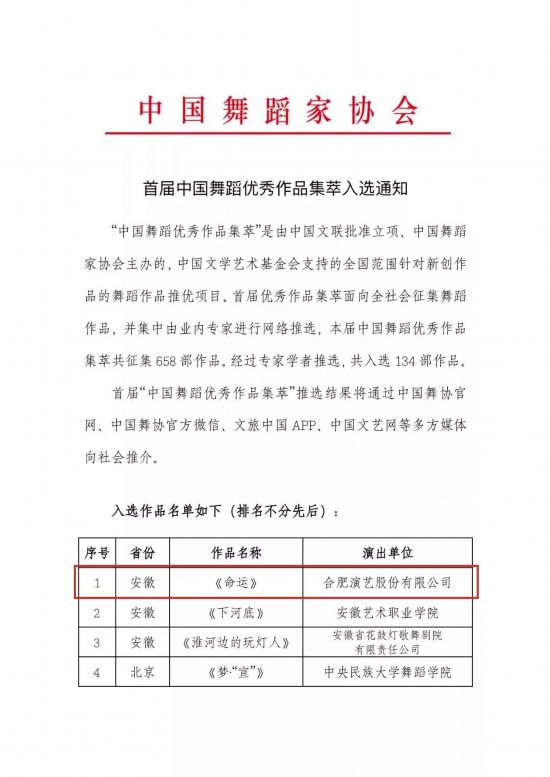 中国舞蹈家协会
首届中国舞蹈优秀作品集萃入选通知
“中国舞蹈优秀作品集萃”是由中国文联批准立项、中国舞蹈
家协会主办的，中国文学艺术基金会支持的全国范围针对新创作
品的舞蹈作品推优项目。首届优秀作品集萃面向全社会征集舞蹈
作品，并集中由业内专家进行网络推选，本届中国舞蹈优秀作品
集萃共征集 658 部作品。经过专家学者推选，共入选 134 部作品。
首届“中国舞蹈优秀作品集萃”推选结果将通过中国舞协官
网、中国舞协官方微信、文旅中国 APP、中国文艺网等多方媒体
向社会推介。
入选作品名单如下（排名不分先后）：
序号 省份 作品名称 演出单位
1 安徽 《命运》 合肥演艺股份有限公司
2 安徽 《下河底》 安徽艺术职业学院
3 安徽 《淮河边的玩灯人》 安徽省花鼓灯歌舞剧院
有限责任公司
4 北京 《梦·“宣”》 中央民族大学舞蹈学院